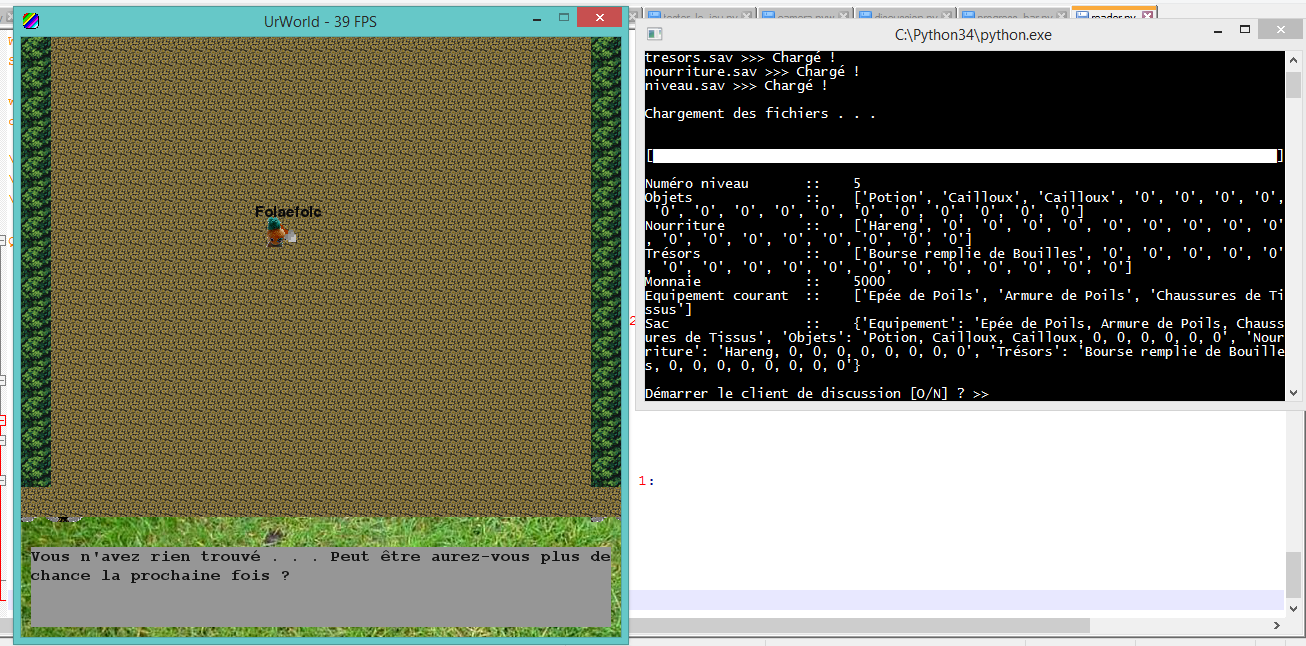 UrWorld - 39 FPS
Folaefolc
Vous n'avez rien trouvé . . . Peut être aurez-vous plus de
chance la prochaine fois ?
C:\Python34\python.exe
tresors.sav >>> Chargé !
nourriture.sav >>> Chargé !
niveau.sav >>> Chargé !
Chargement des fichiers . . .
[ ]
Numéro niveau :: 5
Objets :: ['Potion', 'Cailloux', 'Cailloux', '0', '0', '0', '0',
'0', '0', '0', '0', '0', '0', '0', '0', '0', '0', '0']
Nourriture :: ['Hareng', '0', '0', '0', '0', '0', '0', '0', '0'
, '0', '0', '0', '0', '0', '0', '0', '0']
Trésors :: ['Bourse remplie de Bouilles', '0', '0', '0', '0'
, '0', '0', '0', '0', '0', '0', '0', '0', '0', '0', '0', '0']
Monnaie :: 5000
Equipement courant :: ['Epée de Poils', 'Armure de Poils', 'Chaussures de Ti
ssus']
Sac :: {'Equipement': 'Epée de Poils, Armure de Poils, Chauss
ures de Tissus', 'Objets': 'Potion, Cailloux, Cailloux, 0, 0, 0, 0, 0, 0', 'Nour
riture': 'Hareng, 0, 0, 0, 0, 0, 0, 0, 0', 'Trésors': 'Bourse remplie de Bouille
s, 0, 0, 0, 0, 0, 0, 0, 0'}
Démarrer le client de discussion [O/N] ? >>
2
1: